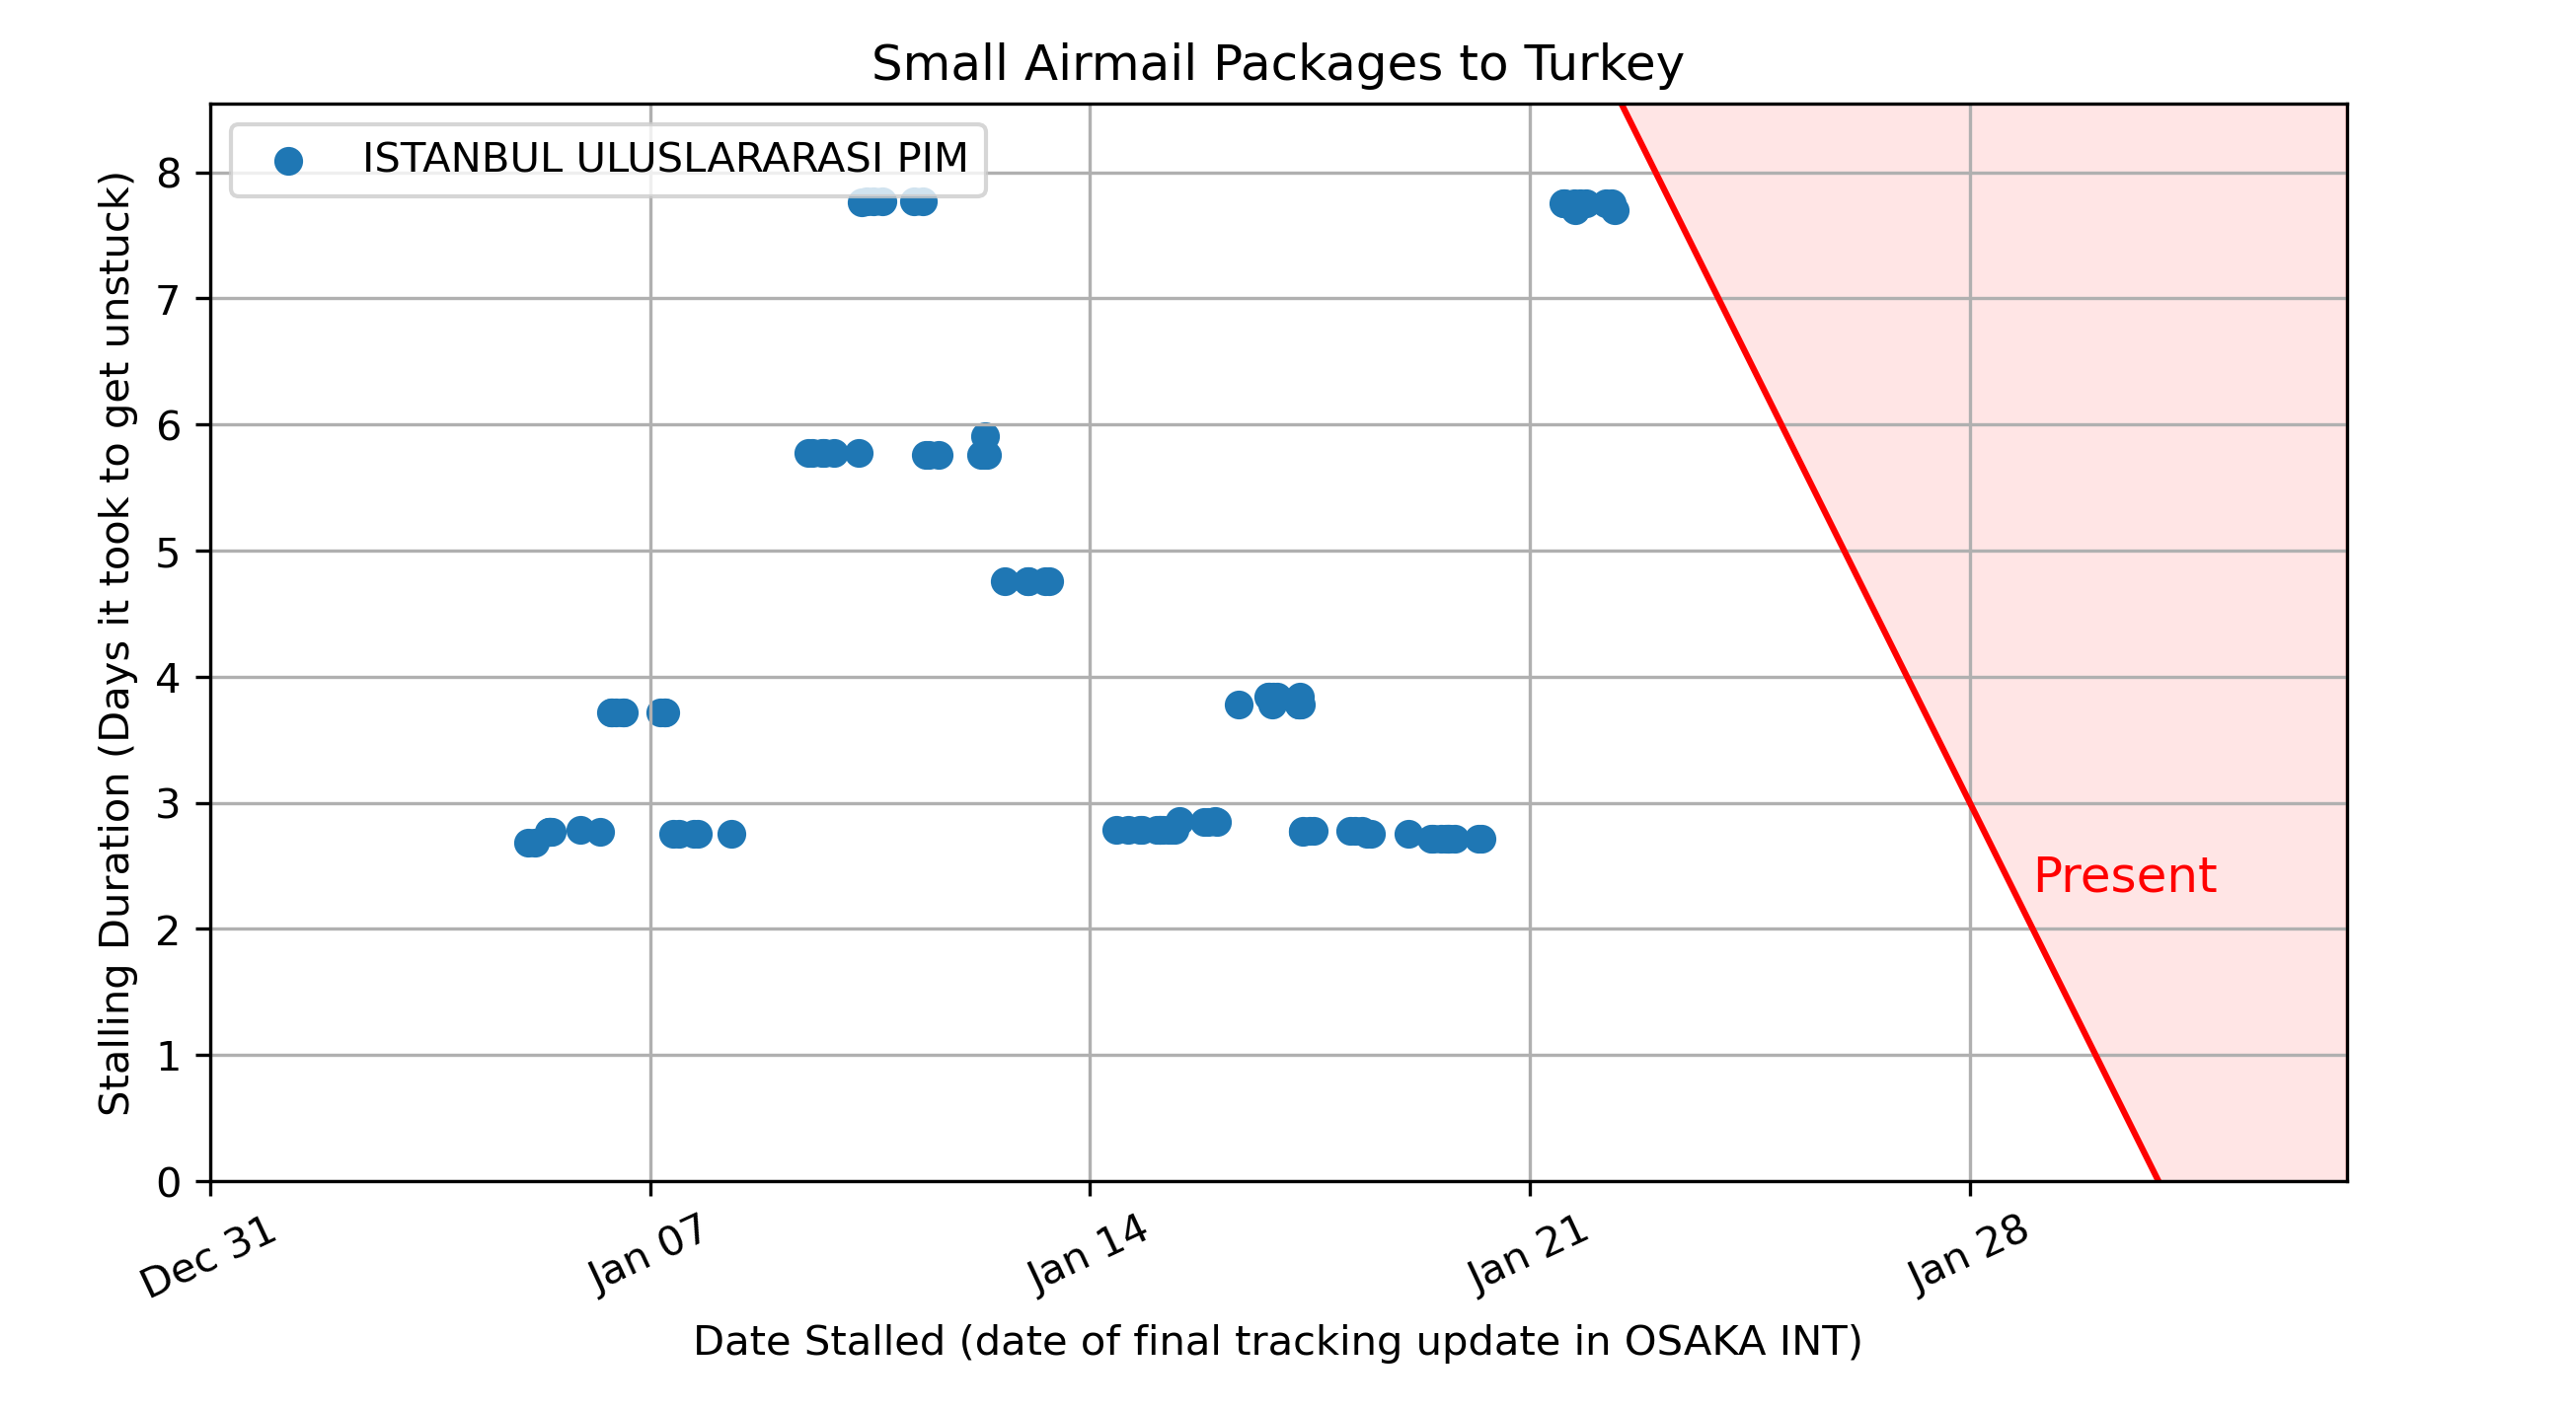 Small Airmail Packages to Turkey
ISTANBUL ULUSLARARASI PIM
Stalling Duration (Days it took to get unstuck)
8
7
6
5
4
3
2
1
0
Present
Dec 31
Jan 07
Jan 14
Jan 21
Jan 28
Date Stalled (date of final tracking update in OSAKA INT)